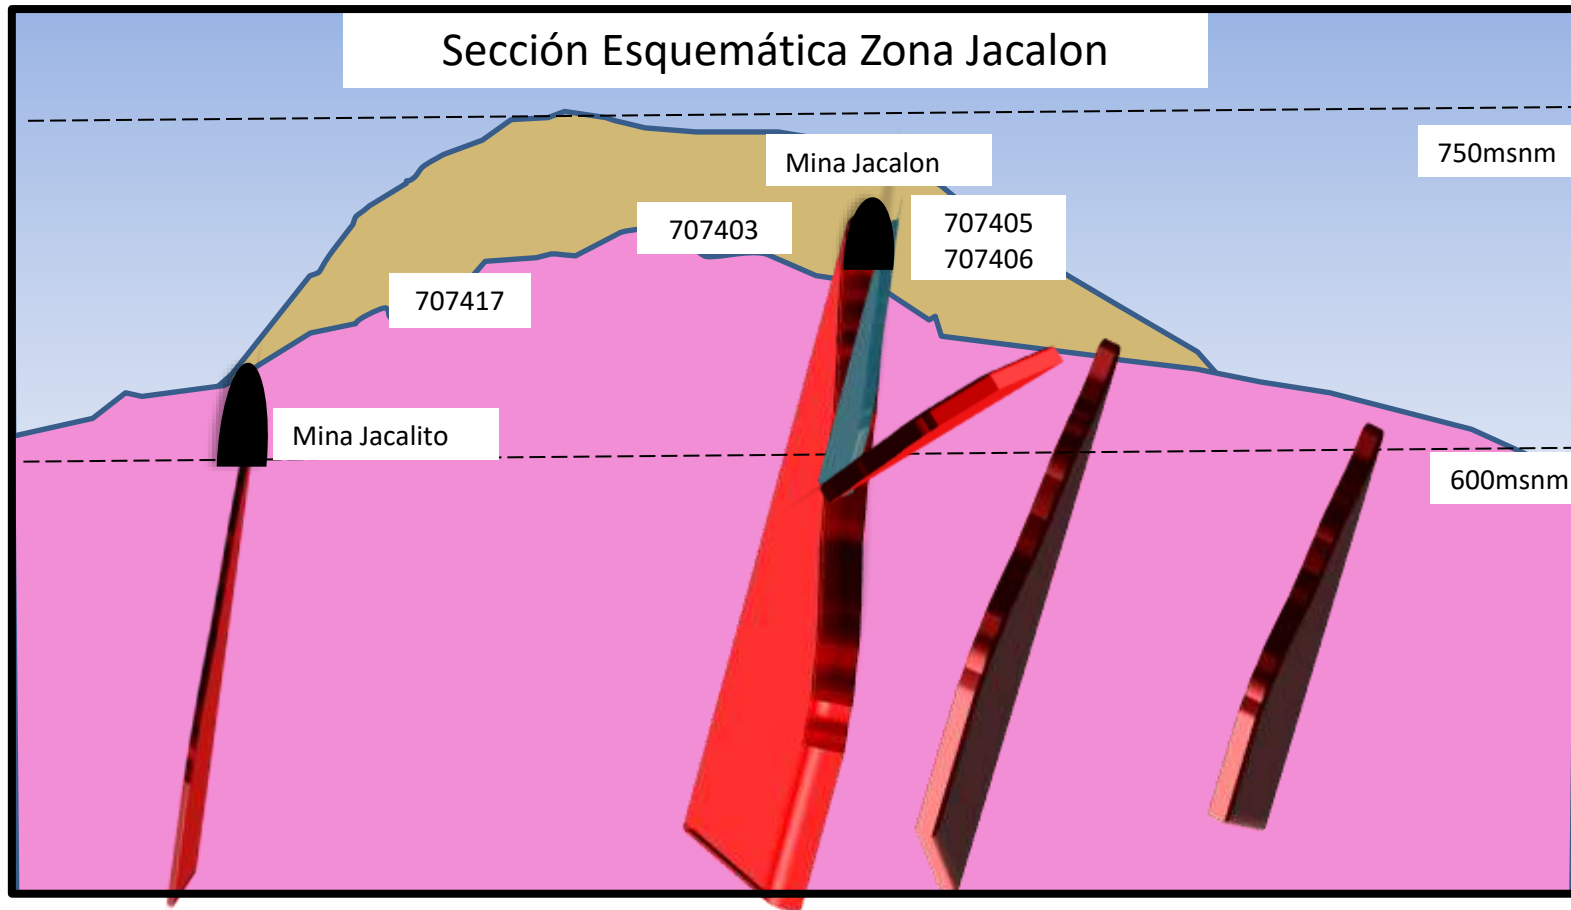 Sección Esquemática Zona Jacalon
750msnm
Mina Jacalon
707403
707405
707406
707417
Mina Jacalito
600msnm